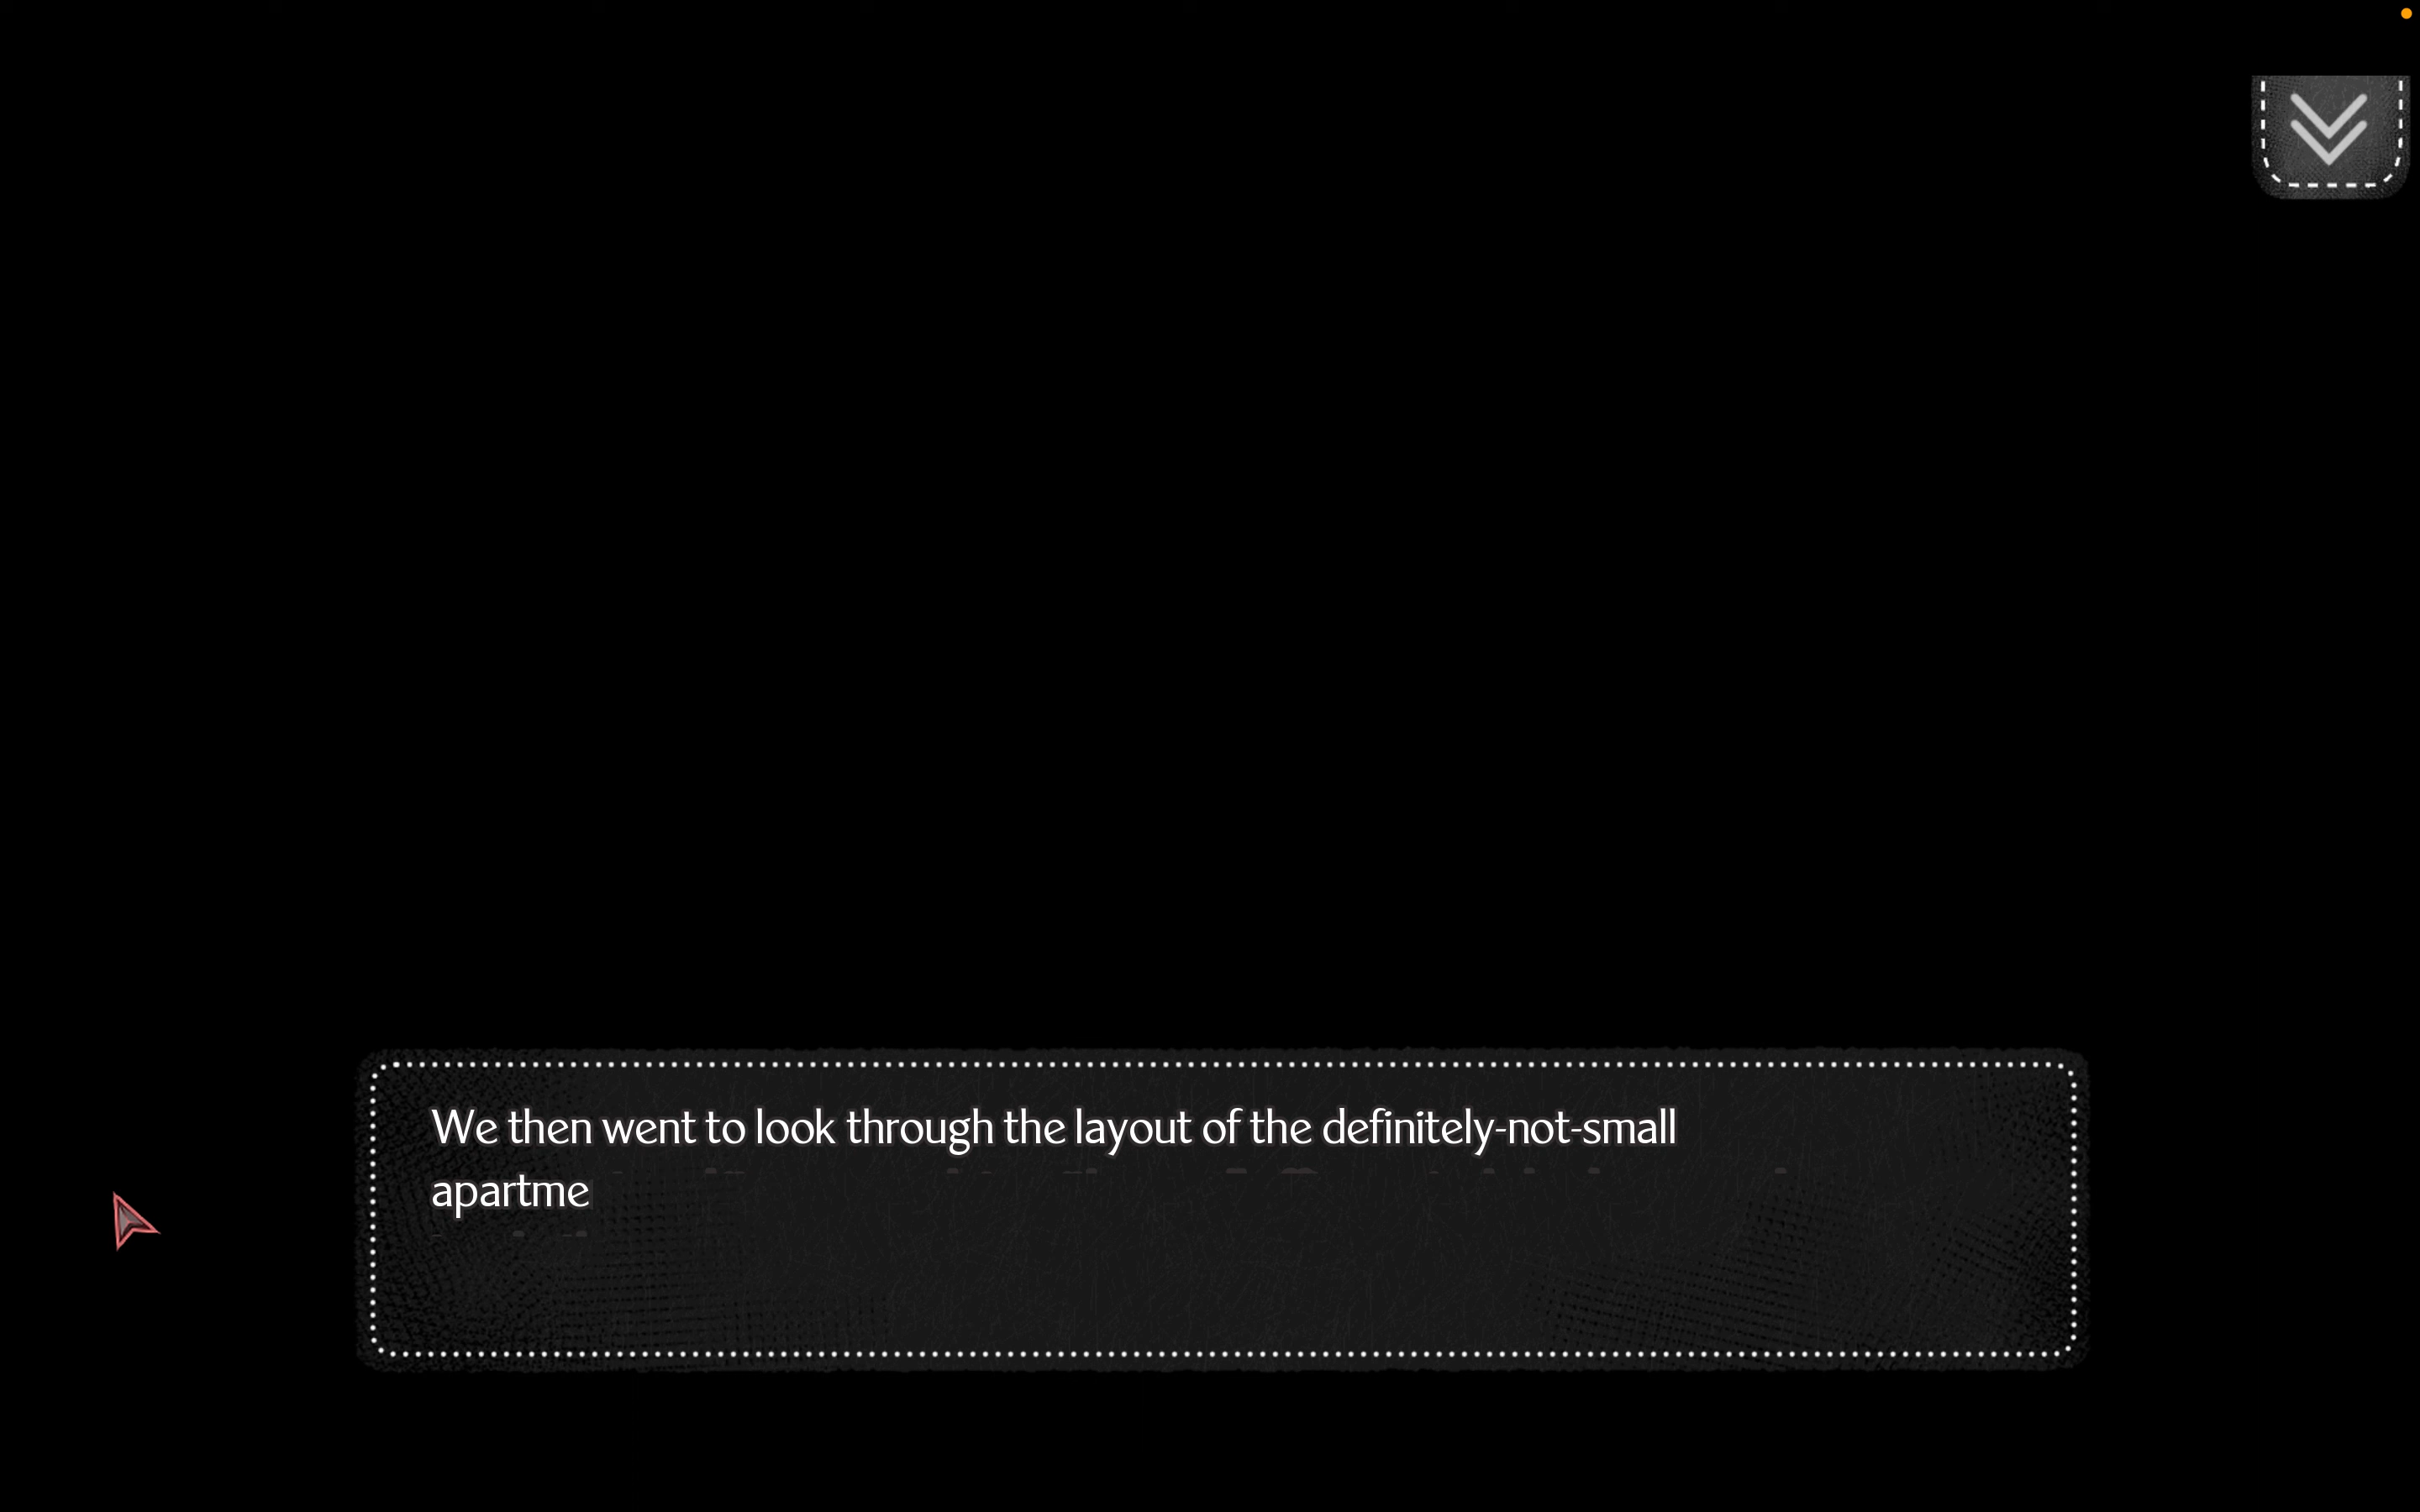 We then went to look through the layout of the definitely-not-small
apartme